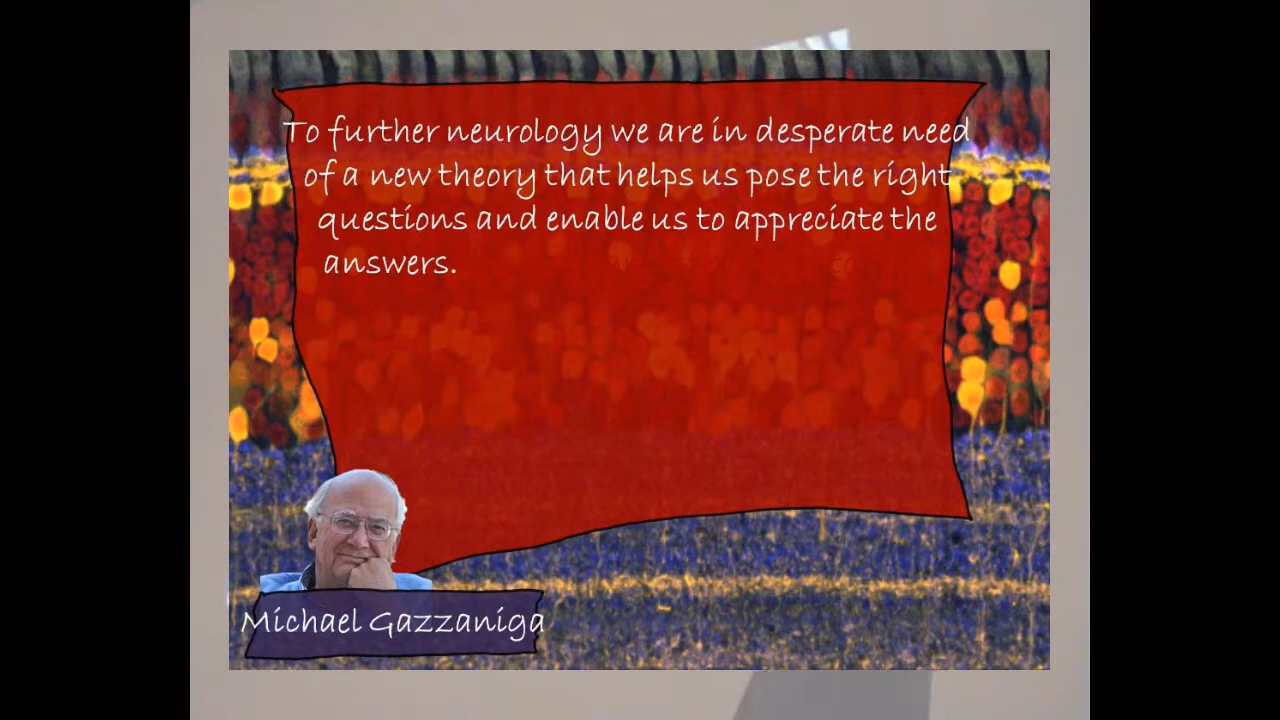 To further neurology we are in desperate need
of a new theory that helps us pose the right
questions and enable us to appreciate the
answers.
Michael Gazzaniga